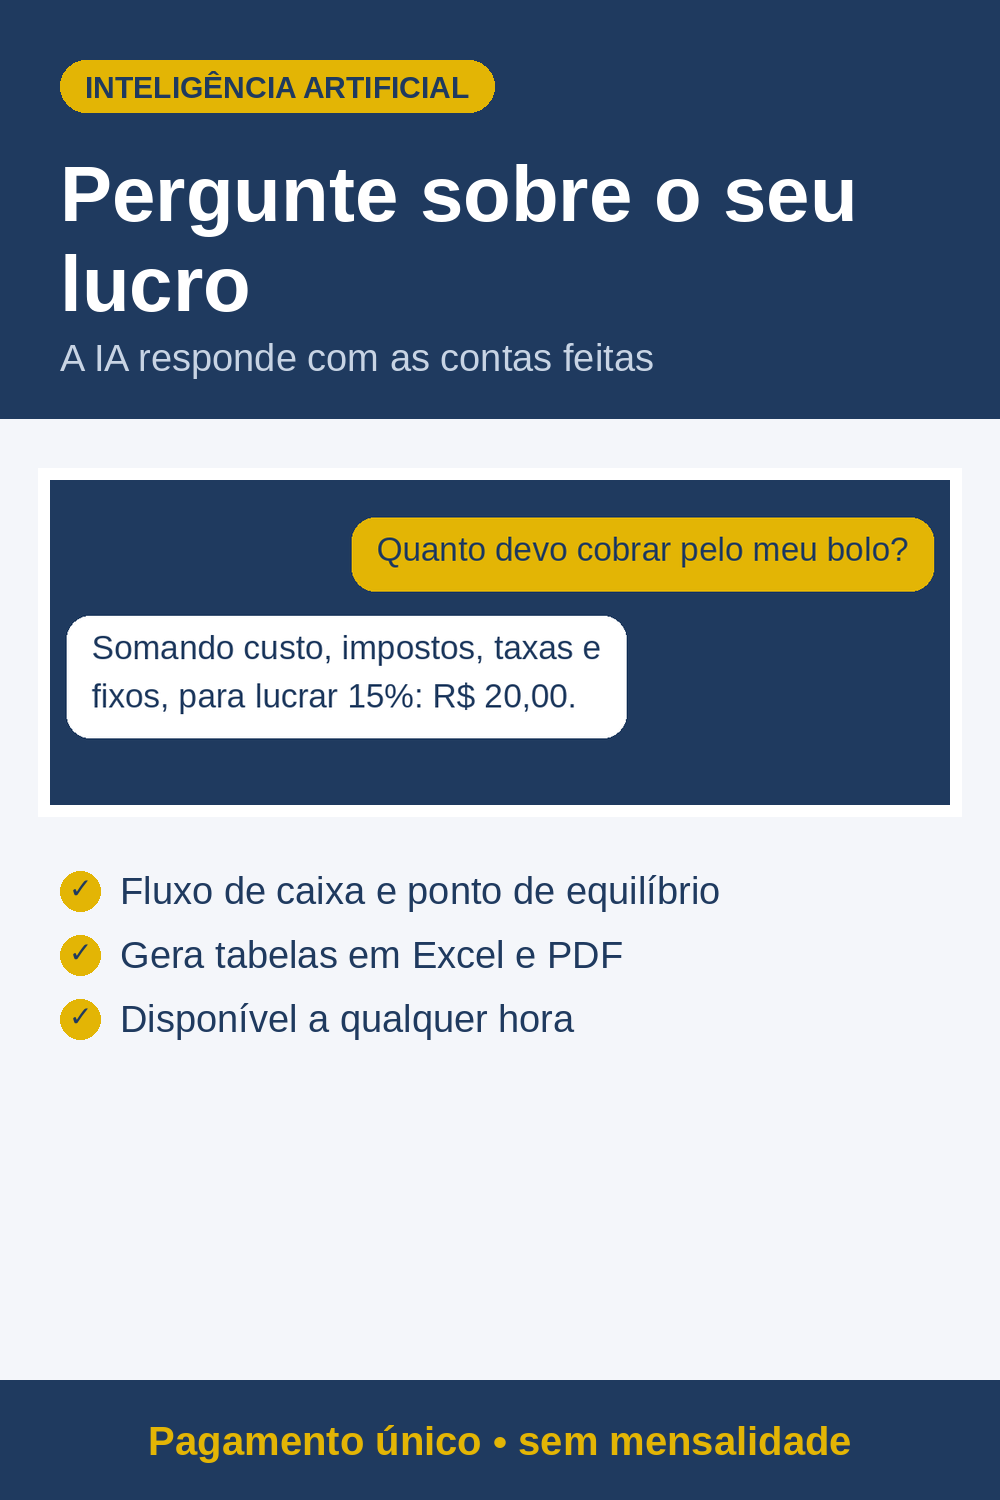 INTELIGÊNCIA ARTIFICIAL
Pergunte sobre o seu
lucro
A IA responde com as contas feitas
Quanto devo cobrar pelo meu bolo?
Somando custo, impostos, taxas e
fixos, para lucrar 15%: R$ 20,00.
✓ Fluxo de caixa e ponto de equilíbrio
✓ Gera tabelas em Excel e PDF
✓ Disponível a qualquer hora
Pagamento único • sem mensalidade